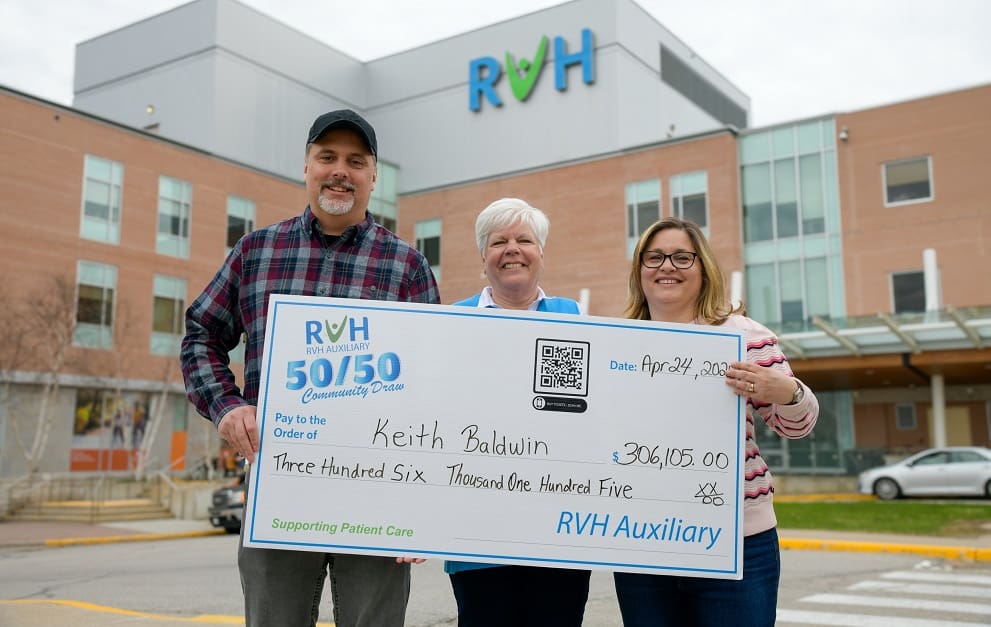 RVH
RVH
RVH AUXILIARY
50/50
Community Draw
Date: Apr 24, 202
Pay to the
Order of Keith Baldwin $306,105.00
Three Hundred Six Thousand One Hundred Five XX/00
Supporting Patient Care
RVH Auxiliary